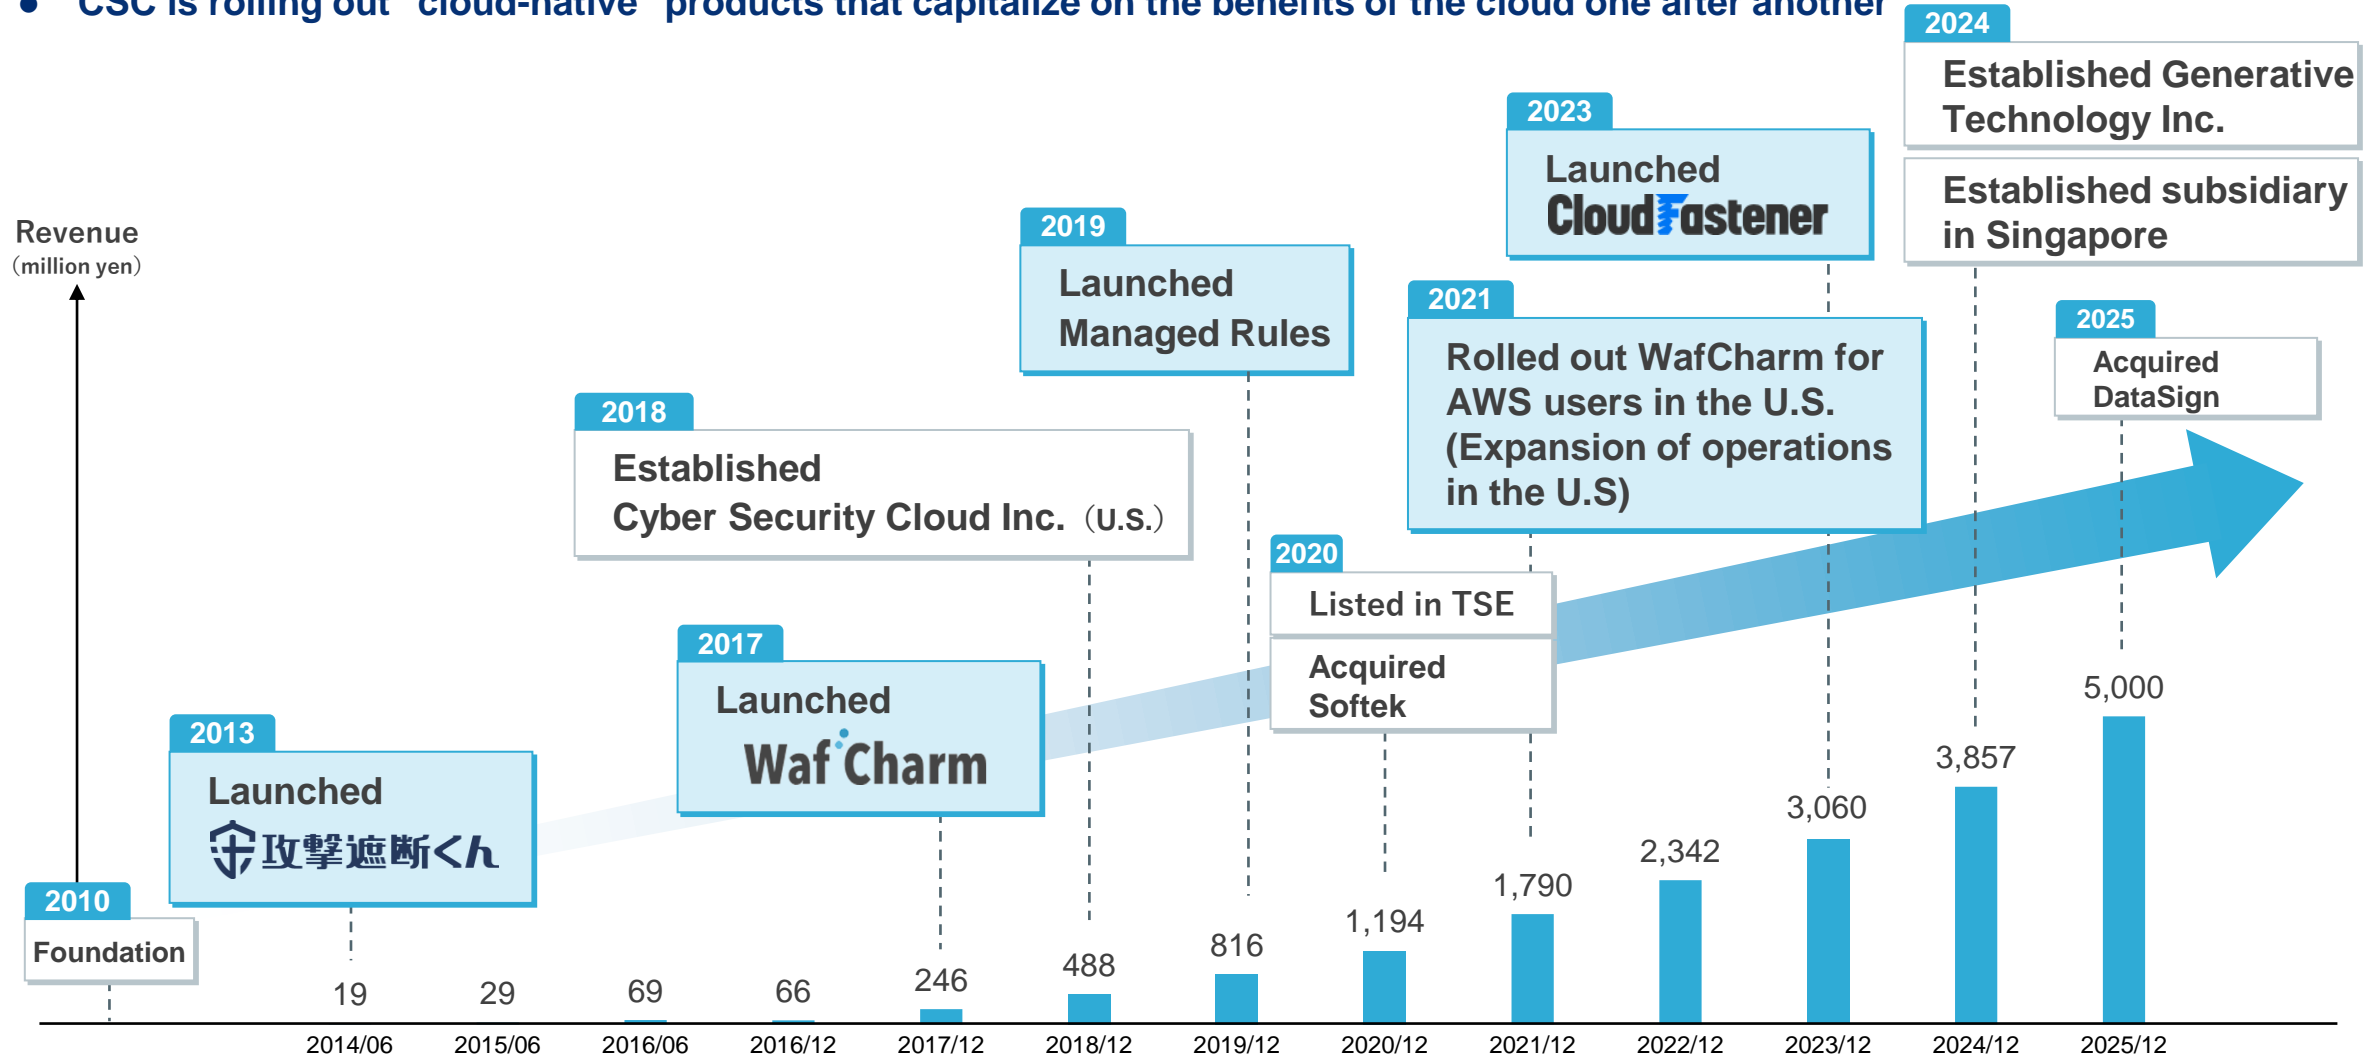 ● CSC is rolling out "cloud-native" products that capitalize on the benefits of the cloud one after another
Revenue
（million yen）
2010
Foundation
2013
Launched
攻撃遮断くん
2017
Launched
WafCharm
2018
Established
Cyber Security Cloud Inc.（U.S.）
2019
Launched
Managed Rules
2020
Listed in TSE
Acquired
Softek
2021
Rolled out WafCharm for
AWS users in the U.S.
(Expansion of operations
in the U.S)
2023
Launched
CloudFastener
2024
Established Generative
Technology Inc.
Established subsidiary
in Singapore
2025
Acquired
DataSign
19
29
69
66
246
488
816
1,194
1,790
2,342
3,060
3,857
5,000
2014/06
2015/06
2016/06
2016/12
2017/12
2018/12
2019/12
2020/12
2021/12
2022/12
2023/12
2024/12
2025/12